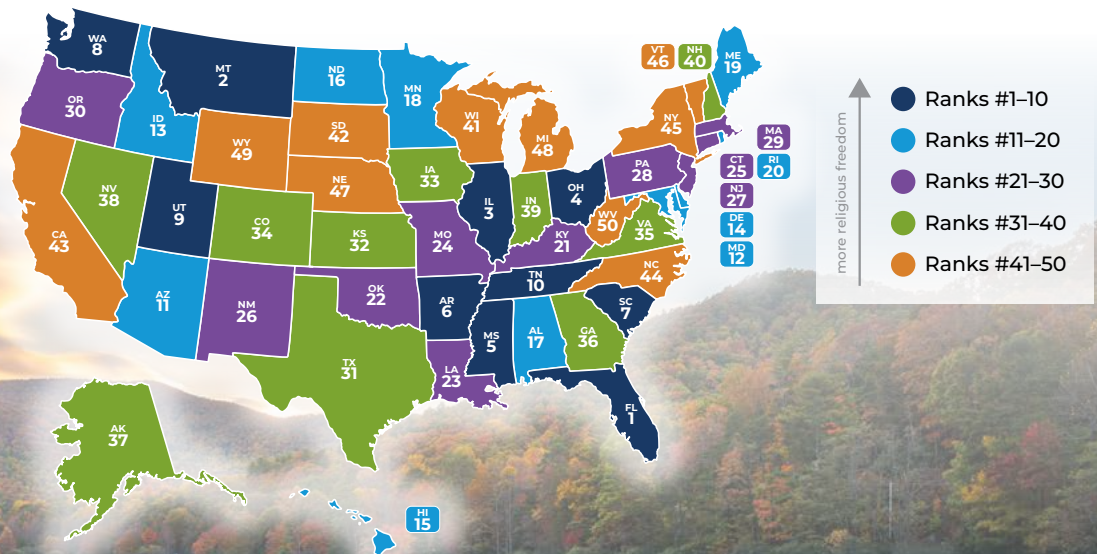 WA
8
MT
2
ND
16
MN
18
VT
46
NH
40
ME
19
OR
30
ID
13
WY
49
SD
42
WI
41
MI
48
NY
45
MA
29
CT
25
RI
20
NJ
27
DE
14
MD
12
NV
38
UT
9
CO
34
NE
47
IA
33
IL
3
IN
39
OH
4
PA
28
WV
50
VA
35
CA
43
AZ
11
NM
26
KS
32
MO
24
KY
21
NC
44
TN
10
OK
22
AR
6
SC
7
MS
5
AL
17
GA
36
TX
31
LA
23
FL
1
AK
37
HI
15
more religious freedom
Ranks #1–10
Ranks #11–20
Ranks #21–30
Ranks #31–40
Ranks #41–50